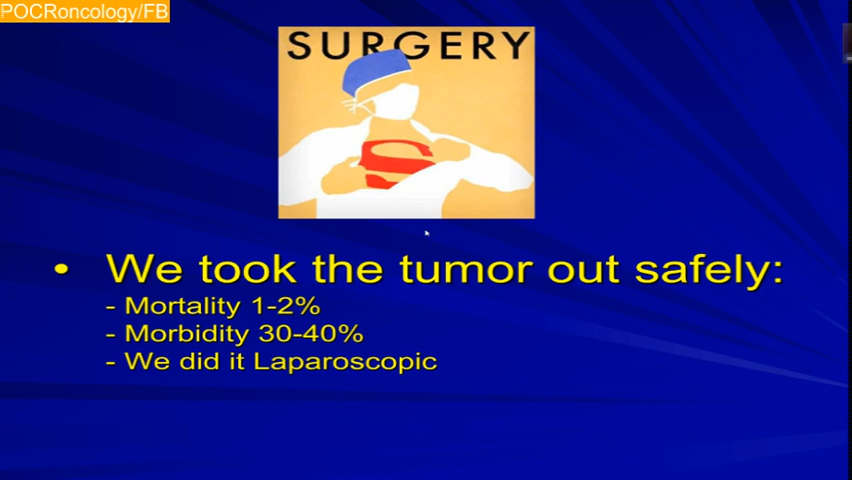 POCRoncology/FB
SURGERY
S
• We took the tumor out safely:
- Mortality 1-2%
- Morbidity 30-40%
- We did it Laparoscopic